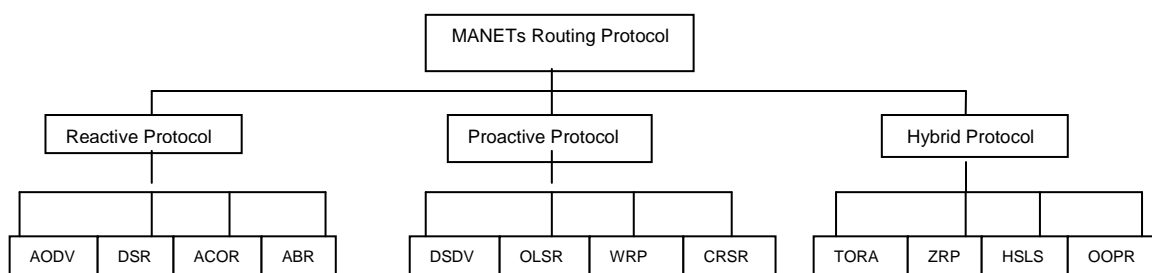 MANETs Routing Protocol
Reactive Protocol
Proactive Protocol
Hybrid Protocol
AODV
DSR
ACOR
ABR
DSDV
OLSR
WRP
CRSR
TORA
ZRP
HSLS
OOPR